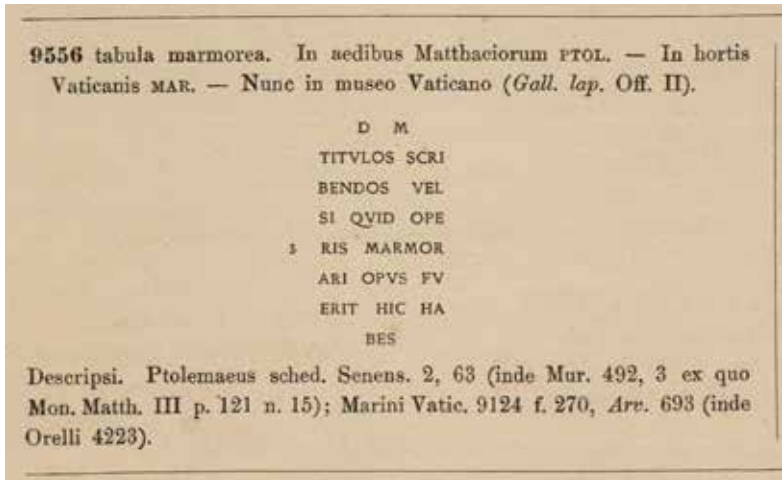 9556 tabula marmorea. In aedibus Matthaeiorum PTOL. — In hortis
Vaticanis MAR. — Nunc in museo Vaticano (Gall. lap. Off. II).
D M
TITVLOS SCRI
BENDOS VEL
SI QVID OPE
5 RIS MARMOR
ARI OPVS FV
ERIT HIC HA
BES
Descripsi. Ptolemaeus sched. Senens. 2, 63 (inde Mur. 492, 3 ex quo
Mon. Matth. III p. 121 n. 15); Marini Vatic. 9124 f. 270, Arv. 693 (inde
Orelli 4223).